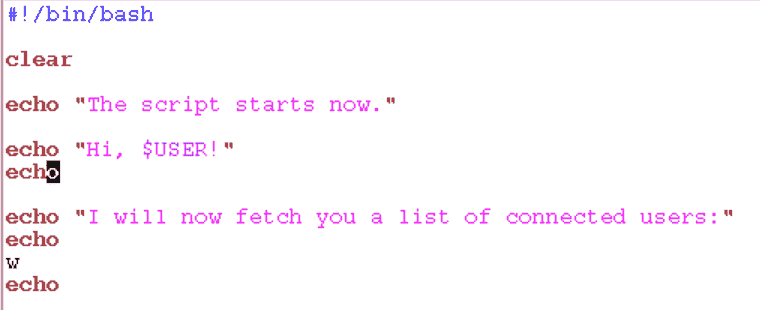 #!/bin/bash
clear
echo "The script starts now."
echo "Hi, $USER!"
echo
echo "I will now fetch you a list of connected users:"
echo
w
echo